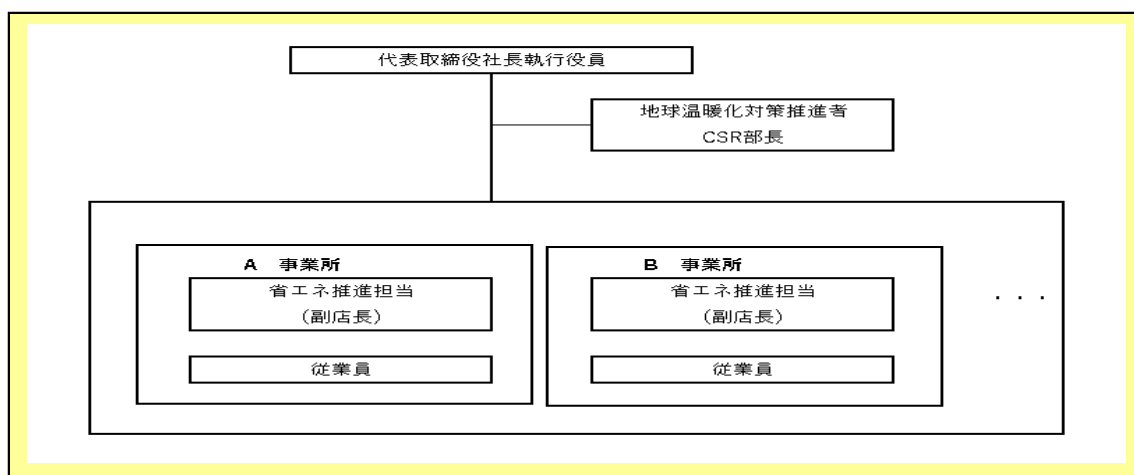 代表取締役社長執行役員
地球温暖化対策推進者
CSR部長
A 事業所
省エネ推進担当
(副店長)
従業員
B 事業所
省エネ推進担当
(副店長)
従業員
・・・